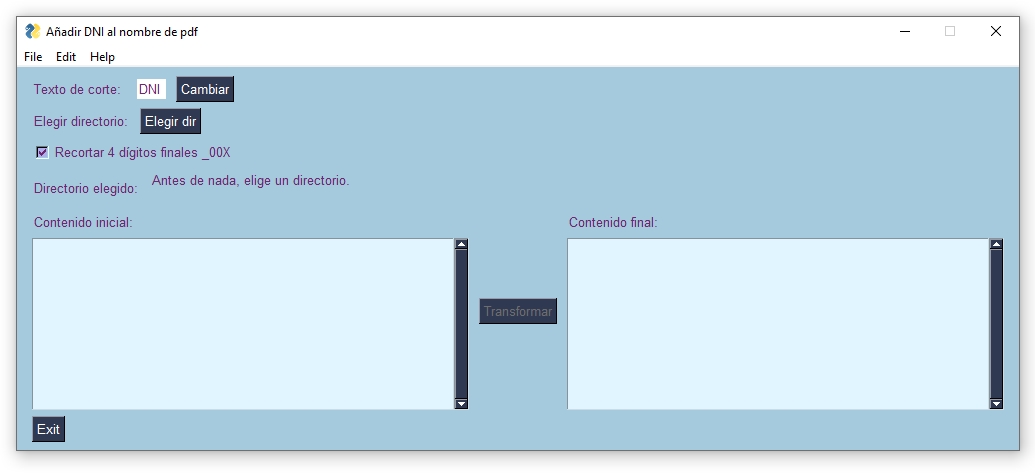 Añadir DNI al nombre de pdf
File Edit Help
Texto de corte: DNI Cambiar
Elegir directorio: Elegir dir
Recortar 4 dígitos finales _00X
Directorio elegido: Antes de nada, elige un directorio.
Contenido inicial: Contenido final:
Transformar
Exit